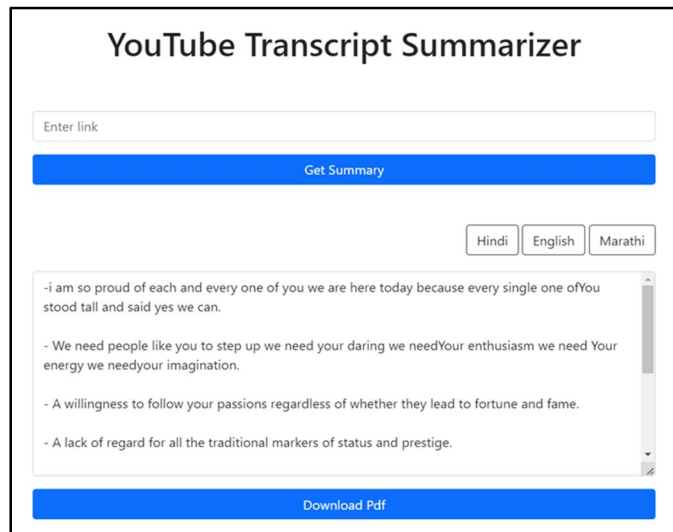 YouTube Transcript Summarizer
Enter link
Get Summary
Hindi English Marathi
-i am so proud of each and every one of you we are here today because every single one ofYou
stood tall and said yes we can.
- We need people like you to step up we need your daring we needYour enthusiasm we need Your
energy we needyour imagination.
- A willingness to follow your passions regardless of whether they lead to fortune and fame.
- A lack of regard for all the traditional markers of status and prestige.
Download Pdf